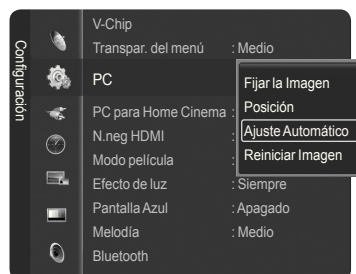 Configuración
V-Chip
Transpar. del menú : Medio
PC
Fijar la Imagen
Posición
Ajuste Automático
Reiniciar Imagen
PC para Home Cinema :
N.neg HDMI :
Modo película :
Efecto de luz : Siempre
Pantalla Azul : Apagado
Melodía : Medio
Bluetooth